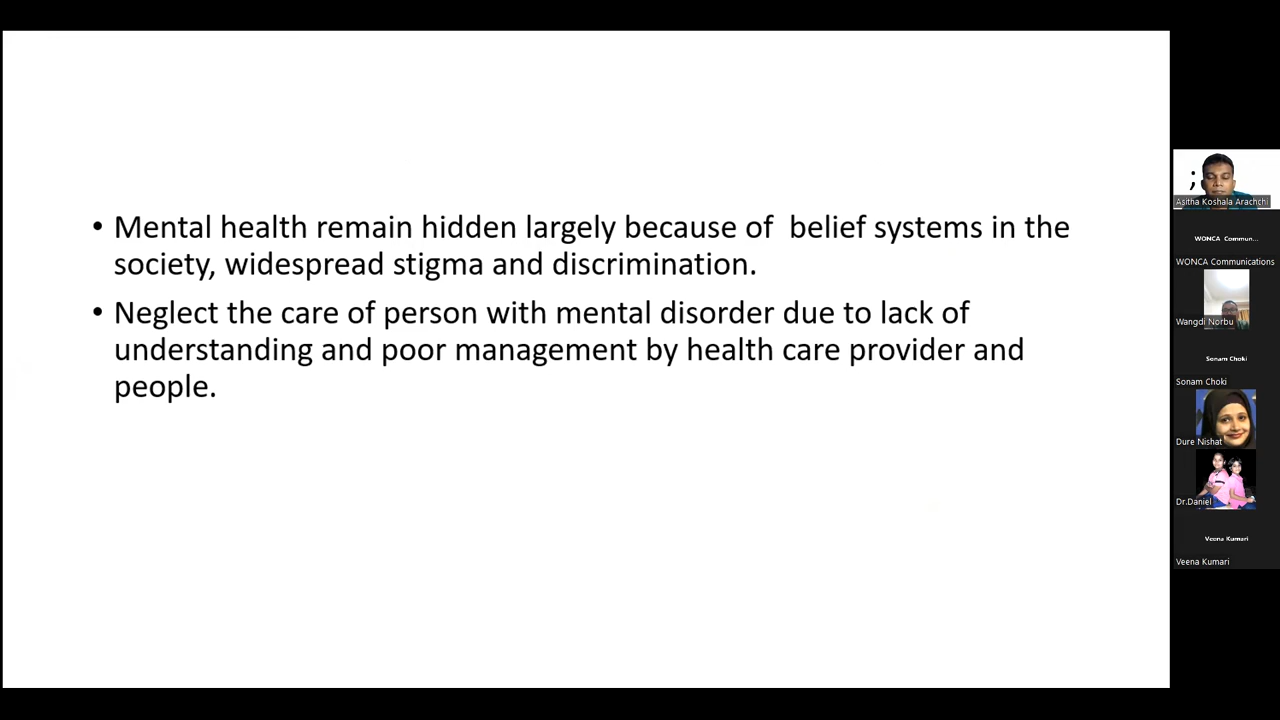 • Mental health remain hidden largely because of  belief systems in the
society, widespread stigma and discrimination.
• Neglect the care of person with mental disorder due to lack of
understanding and poor management by health care provider and
people.
;
Asitha Koshala Arachchi
WONCA Commun...
WONCA Communications
Wangdi Norbu
Sonam Choki
Sonam Choki
Dure Nishat
Dr.Daniel
Veena Kumari
Veena Kumari